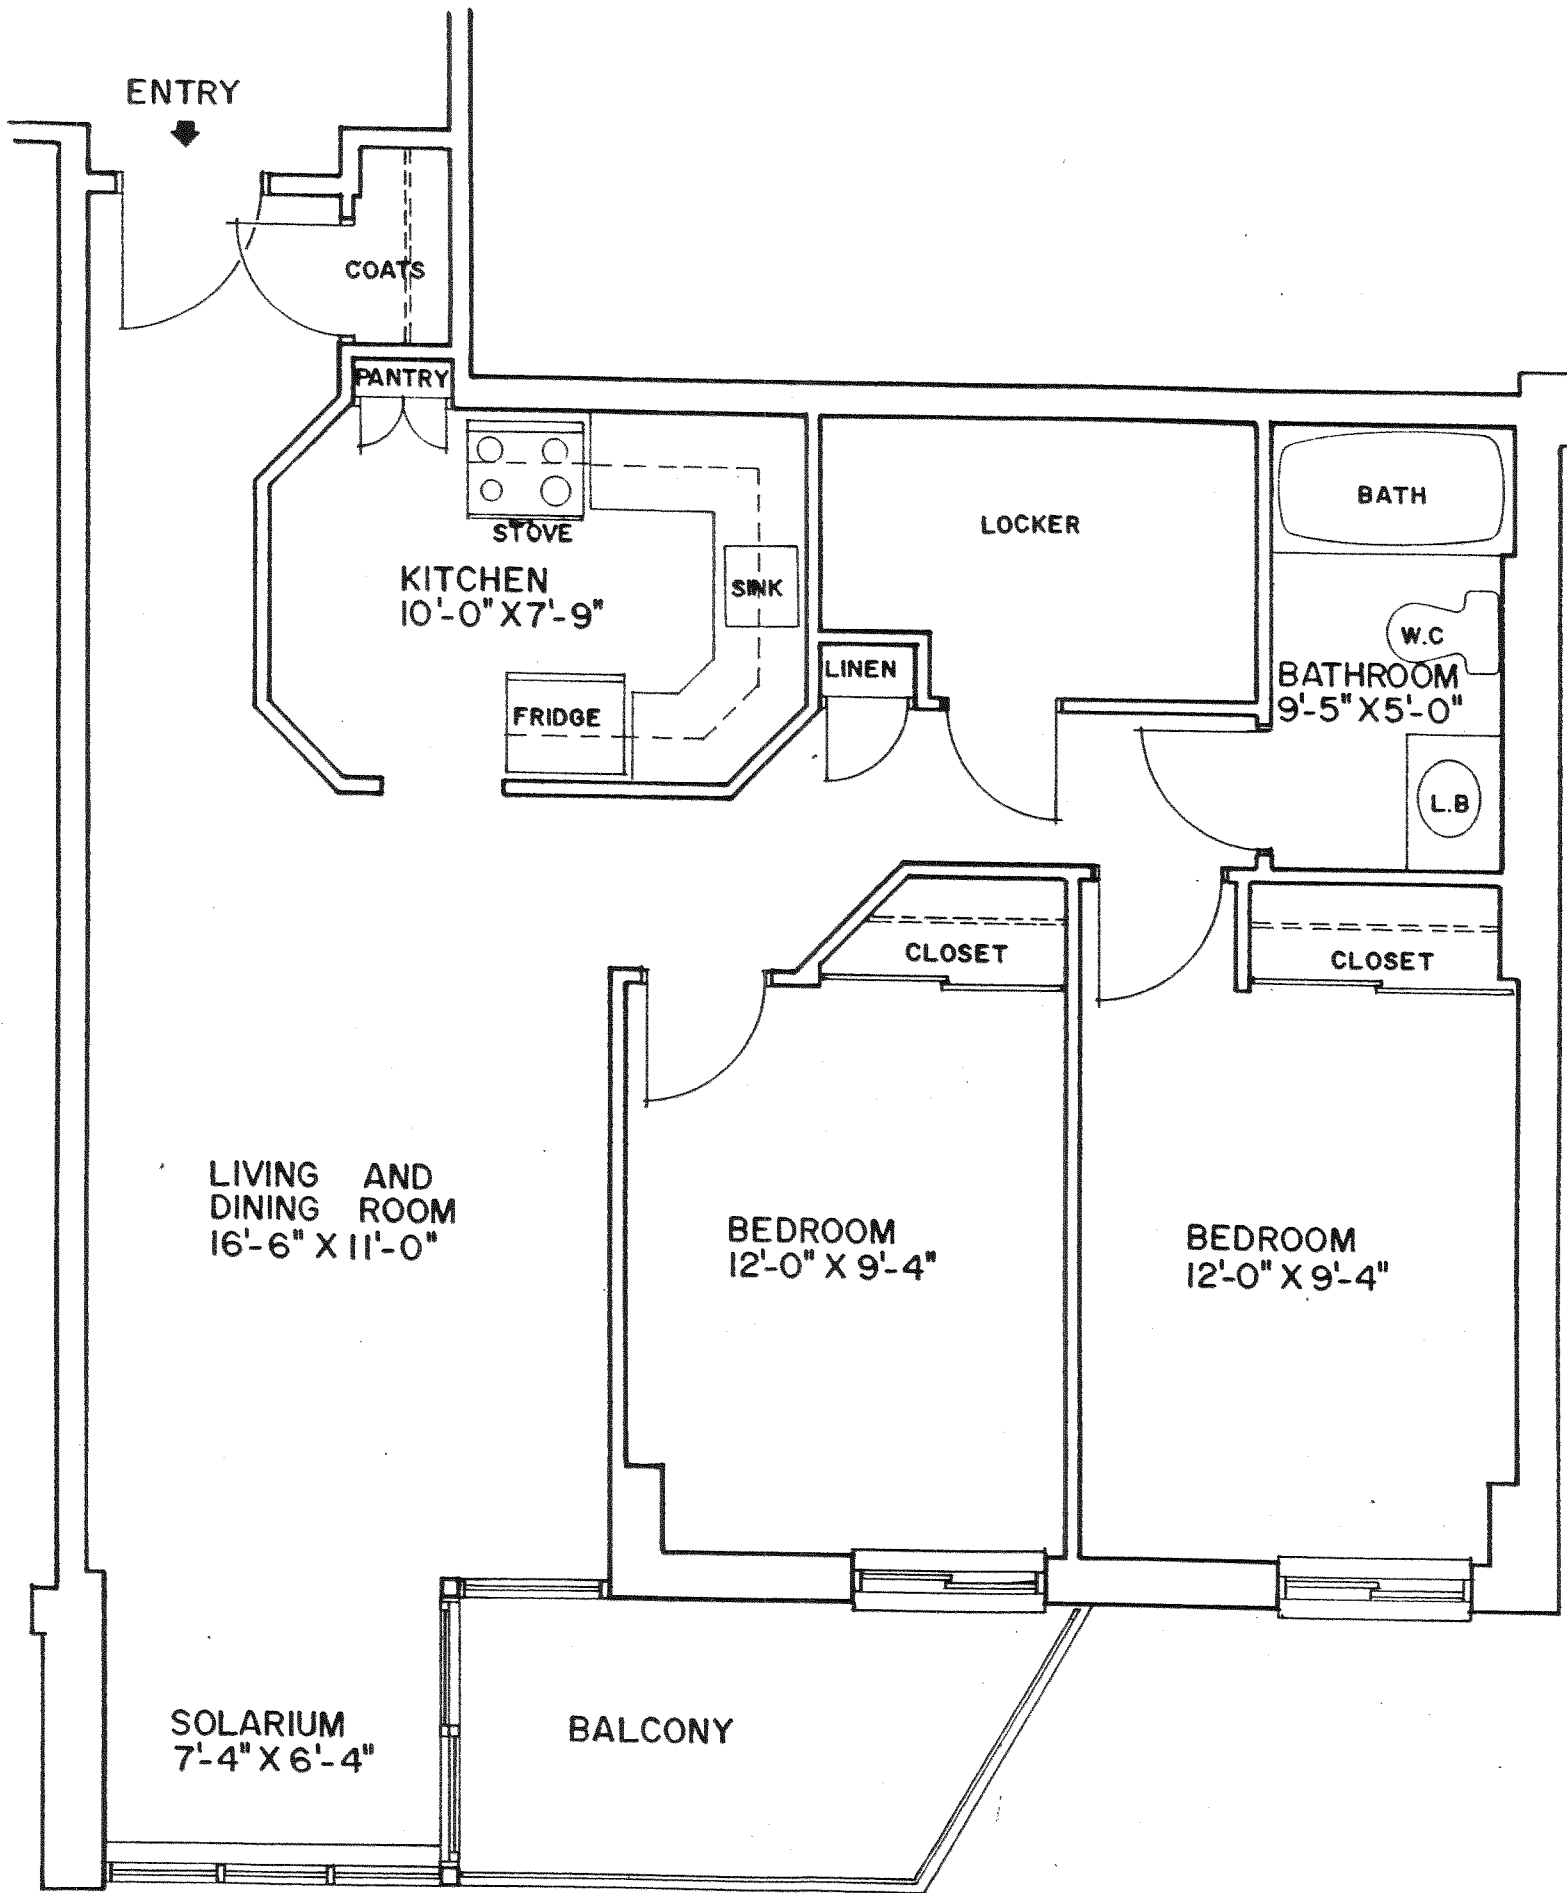 ENTRY
COATS
PANTRY
STOVE
KITCHEN
10'-0" X 7'-9"
SINK
FRIDGE
LINEN
LOCKER
BATH
W.C
BATHROOM
9'-5" X 5'-0"
L.B
CLOSET
CLOSET
LIVING AND
DINING ROOM
16'-6" X 11'-0"
BEDROOM
12'-0" X 9'-4"
BEDROOM
12'-0" X 9'-4"
SOLARIUM
7'-4" X 6'-4"
BALCONY